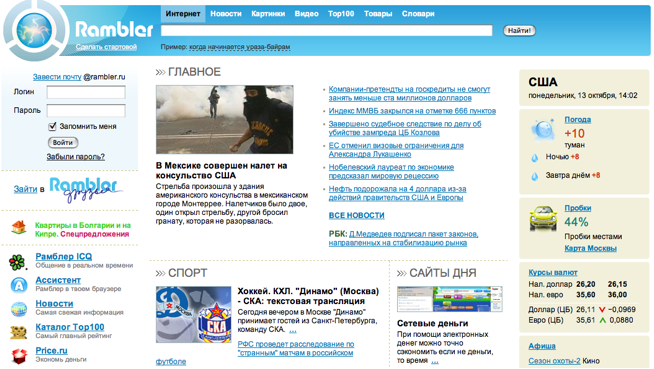 Rambler
Сделать стартовой
Интернет Новости Картинки Видео Top100 Товары Словари
Найти!
Пример: когда начинается ураза-байрам
Завести почту @rambler.ru
Логин
Пароль
Запомнить меня
Войти
Забыли пароль?
Зайти в Rambler друзья
Квартиры в Болгарии и на
Кипре. Спецпредложения
Рамблер ICQ
Общение в реальном времени
Ассистент
Рамблер в твоем браузере
Новости
Самая свежая информация
Каталог Top100
Самый главный рейтинг
Price.ru
Экономь деньги
ГЛАВНОЕ
В Мексике совершен налет на
консульство США
Стрельба произошла у здания
американского консульства в мексиканском
городе Монтеррее. Налетчиков было двое,
один открыл стрельбу, другой бросил
гранату, которая не разорвалась.
Компании-претенды на госкредиты не смогут
занять меньше ста миллионов долларов
Индекс ММВБ закрылся на отметке 666 пунктов
Завершено судебное следствие по делу об
убийстве зампреда ЦБ Козлова
ЕС отменил визовые ограничения для
Александра Лукашенко
Нобелевский лауреат по экономике
предсказал мировую рецессию
Нефть подорожала на 4 доллара из-за
действий правительств США и Европы
ВСЕ НОВОСТИ
РБК: Д.Медведев подписал пакет законов,
направленных на стабилизацию рынка
СПОРТ
Хоккей. КХЛ. "Динамо" (Москва)
- СКА: текстовая трансляция
Сегодня вечером в Москве "Динамо"
принимает гостей из Санкт-Петербурга,
команду СКА. ...
РФС проведет расследование по
"странным" матчам в российском
футболе
САЙТЫ ДНЯ
Сетевые деньги
При помощи электронных
денег можно точно
сэкономить если не деньги,
то время ...
США
понедельник, 13 октября, 14:02
Погода
+10
туман
Ночью +8
Завтра днём +8
Пробки
44%
Пробки местами
Карта Москвы
Курсы валют
Нал. доллар 26,20 26,15
Нал. евро 35,60 36,00
Доллар (ЦБ) 26,11 −0,0969
Евро (ЦБ) 35,61 0,0880
Афиша
Сезон охоты-2 Кино